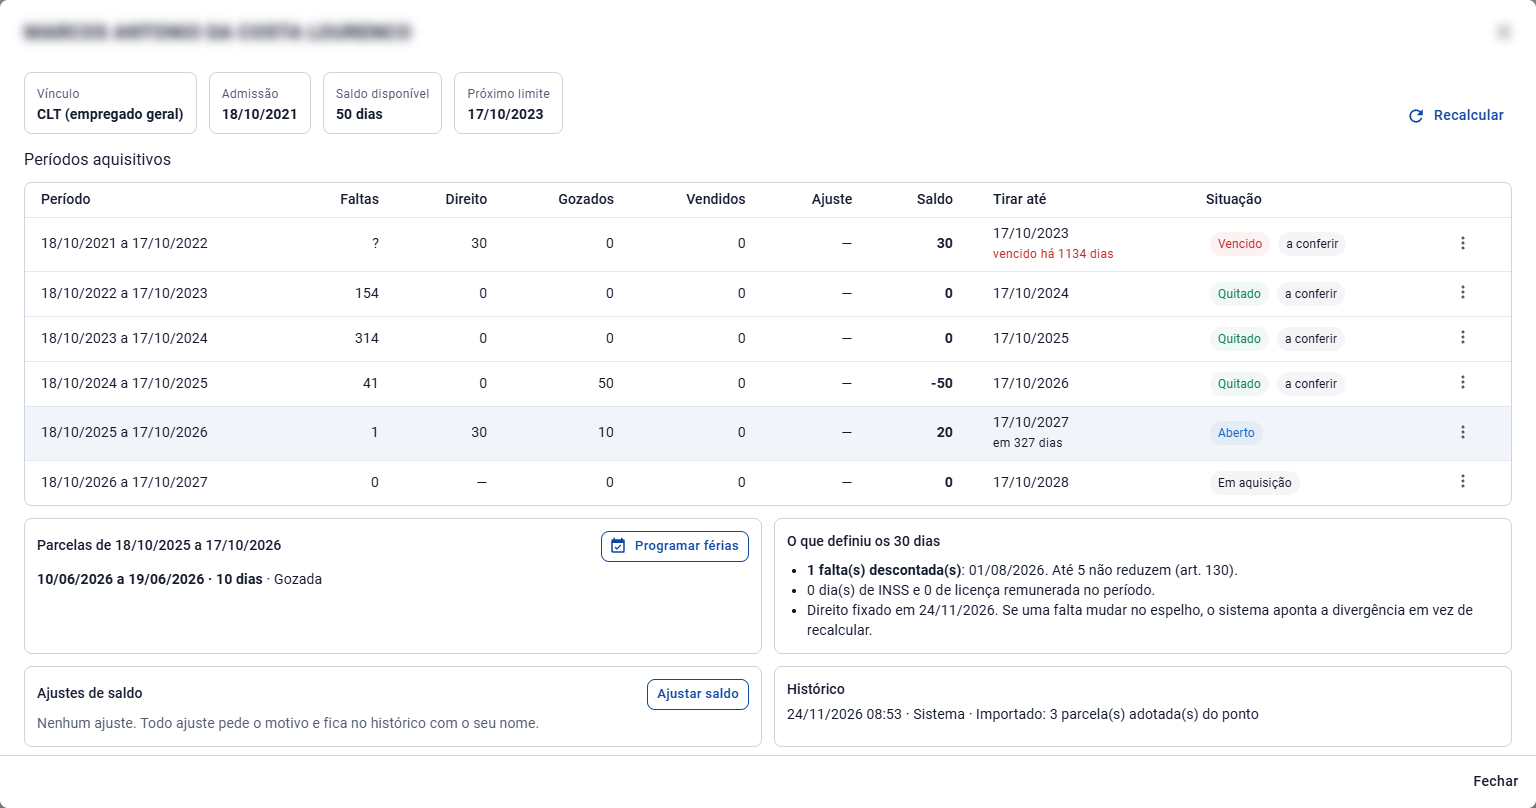 Vínculo
CLT (empregado geral)
Admissão
18/10/2021
Saldo disponível
50 dias
Próximo limite
17/10/2023
Recalcular
Períodos aquisitivos
Período Faltas Direito Gozados Vendidos Ajuste Saldo Tirar até Situação
18/10/2021 a 17/10/2022 ? 30 0 0 — 30 17/10/2023 Vencido a conferir
vencido há 1134 dias
18/10/2022 a 17/10/2023 154 0 0 0 — 0 17/10/2024 Quitado a conferir
18/10/2023 a 17/10/2024 314 0 0 0 — 0 17/10/2025 Quitado a conferir
18/10/2024 a 17/10/2025 41 0 50 0 — -50 17/10/2026 Quitado a conferir
18/10/2025 a 17/10/2026 1 30 10 0 — 20 17/10/2027 Aberto
em 327 dias
18/10/2026 a 17/10/2027 0 — 0 0 — 0 17/10/2028 Em aquisição
Parcelas de 18/10/2025 a 17/10/2026
Programar férias
10/06/2026 a 19/06/2026 · 10 dias · Gozada
O que definiu os 30 dias
• 1 falta(s) descontada(s): 01/08/2026. Até 5 não reduzem (art. 130).
• 0 dia(s) de INSS e 0 de licença remunerada no período.
• Direito fixado em 24/11/2026. Se uma falta mudar no espelho, o sistema aponta a divergência em vez de
recalcular.
Ajustes de saldo
Ajustar saldo
Nenhum ajuste. Todo ajuste pede o motivo e fica no histórico com o seu nome.
Histórico
24/11/2026 08:53 · Sistema · Importado: 3 parcela(s) adotada(s) do ponto
Fechar